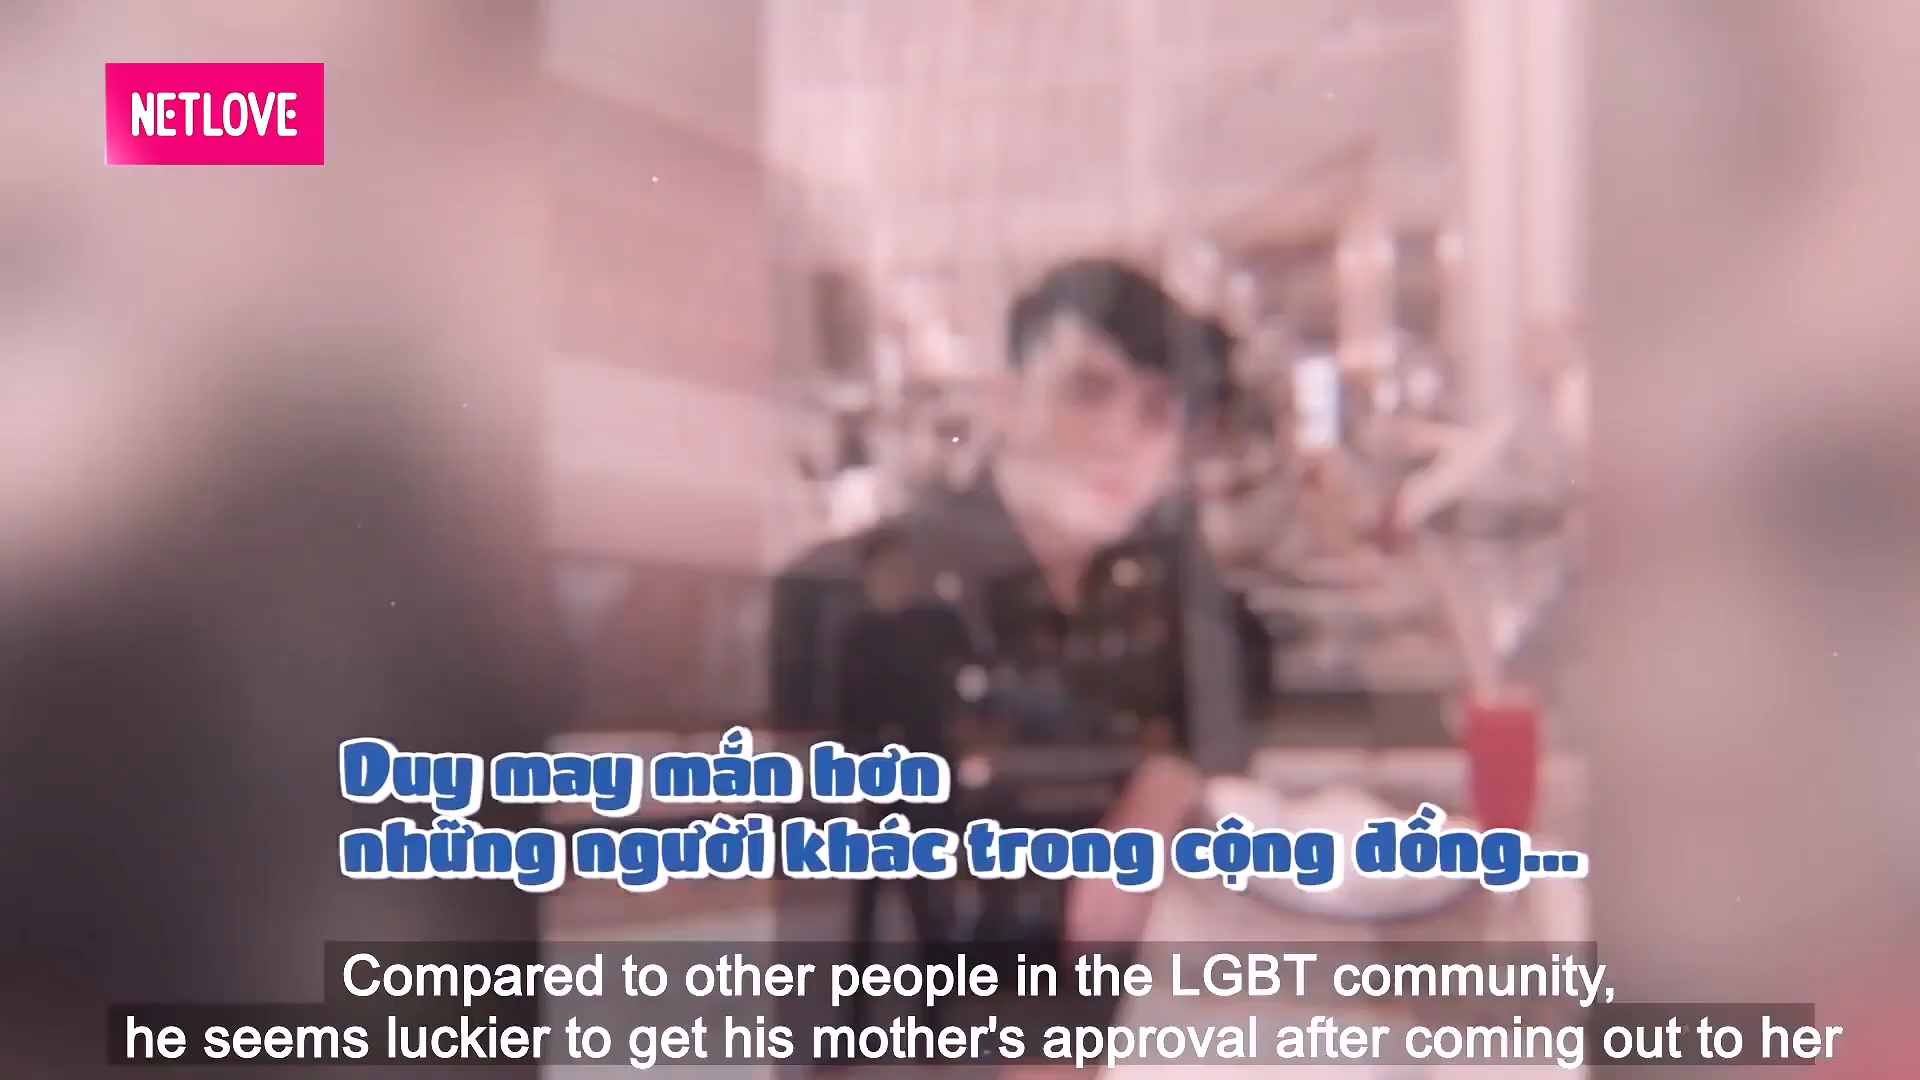 NETLOVE
Duy may mắn hơn
những người khác trong cộng đồng...
Compared to other people in the LGBT community,
he seems luckier to get his mother's approval after coming out to her